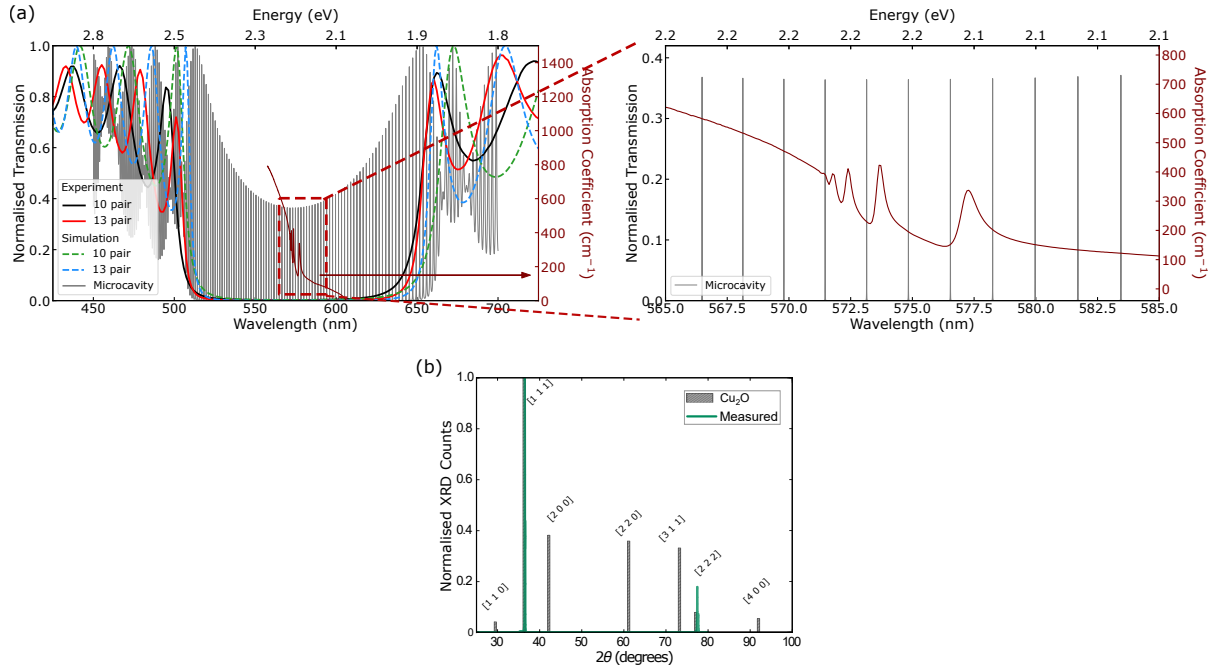 (a)
Energy (eV)
2.8 2.7 2.5 2.4 2.3 2.2 2.1 1.9 1.8
Normalised Transmission
1.0
0.8
0.6
0.4
0.2
0.0
Experiment
10 pair
13 pair
Simulation
10 pair
13 pair
Microcavity
450 500 550 600 650 700
Wavelength (nm)
1400
1200
1000
800
600
400
200
0
Absorption Coefficient (cm⁻¹)
Energy (eV)
2.2 2.2 2.2 2.2 2.2 2.1 2.1 2.1 2.1
Normalised Transmission
0.4
0.3
0.2
0.1
0.0
Microcavity
565.0 567.5 570.0 572.5 575.0 577.5 580.0 582.5 585.0
Wavelength (nm)
800
700
600
500
400
300
200
100
0
Absorption Coefficient (cm⁻¹)
(b)
Normalised XRD Counts
1.0
0.8
0.6
0.4
0.2
0
[1 1 0]
[1 1 1]
[2 0 0]
[2 2 0]
[3 1 1]
[2 2 2]
[4 0 0]
Cu₂O
Measured
30 40 50 60 70 80 90 100
2θ (degrees)